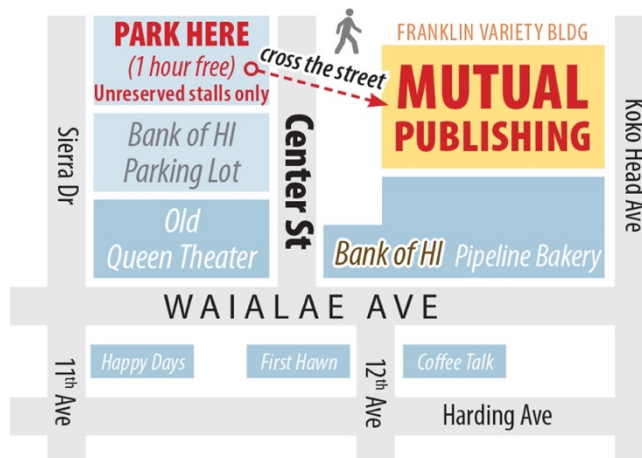 PARK HERE
(1 hour free)
Unreserved stalls only
cross the street
FRANKLIN VARIETY BLDG
MUTUAL
PUBLISHING
Sierra Dr
Bank of HI
Parking Lot
Center St
Koko Head Ave
Old
Queen Theater
Bank of HI
Pipeline Bakery
WAIALAE AVE
11th Ave
Happy Days
First Hawn
12th Ave
Coffee Talk
Harding Ave